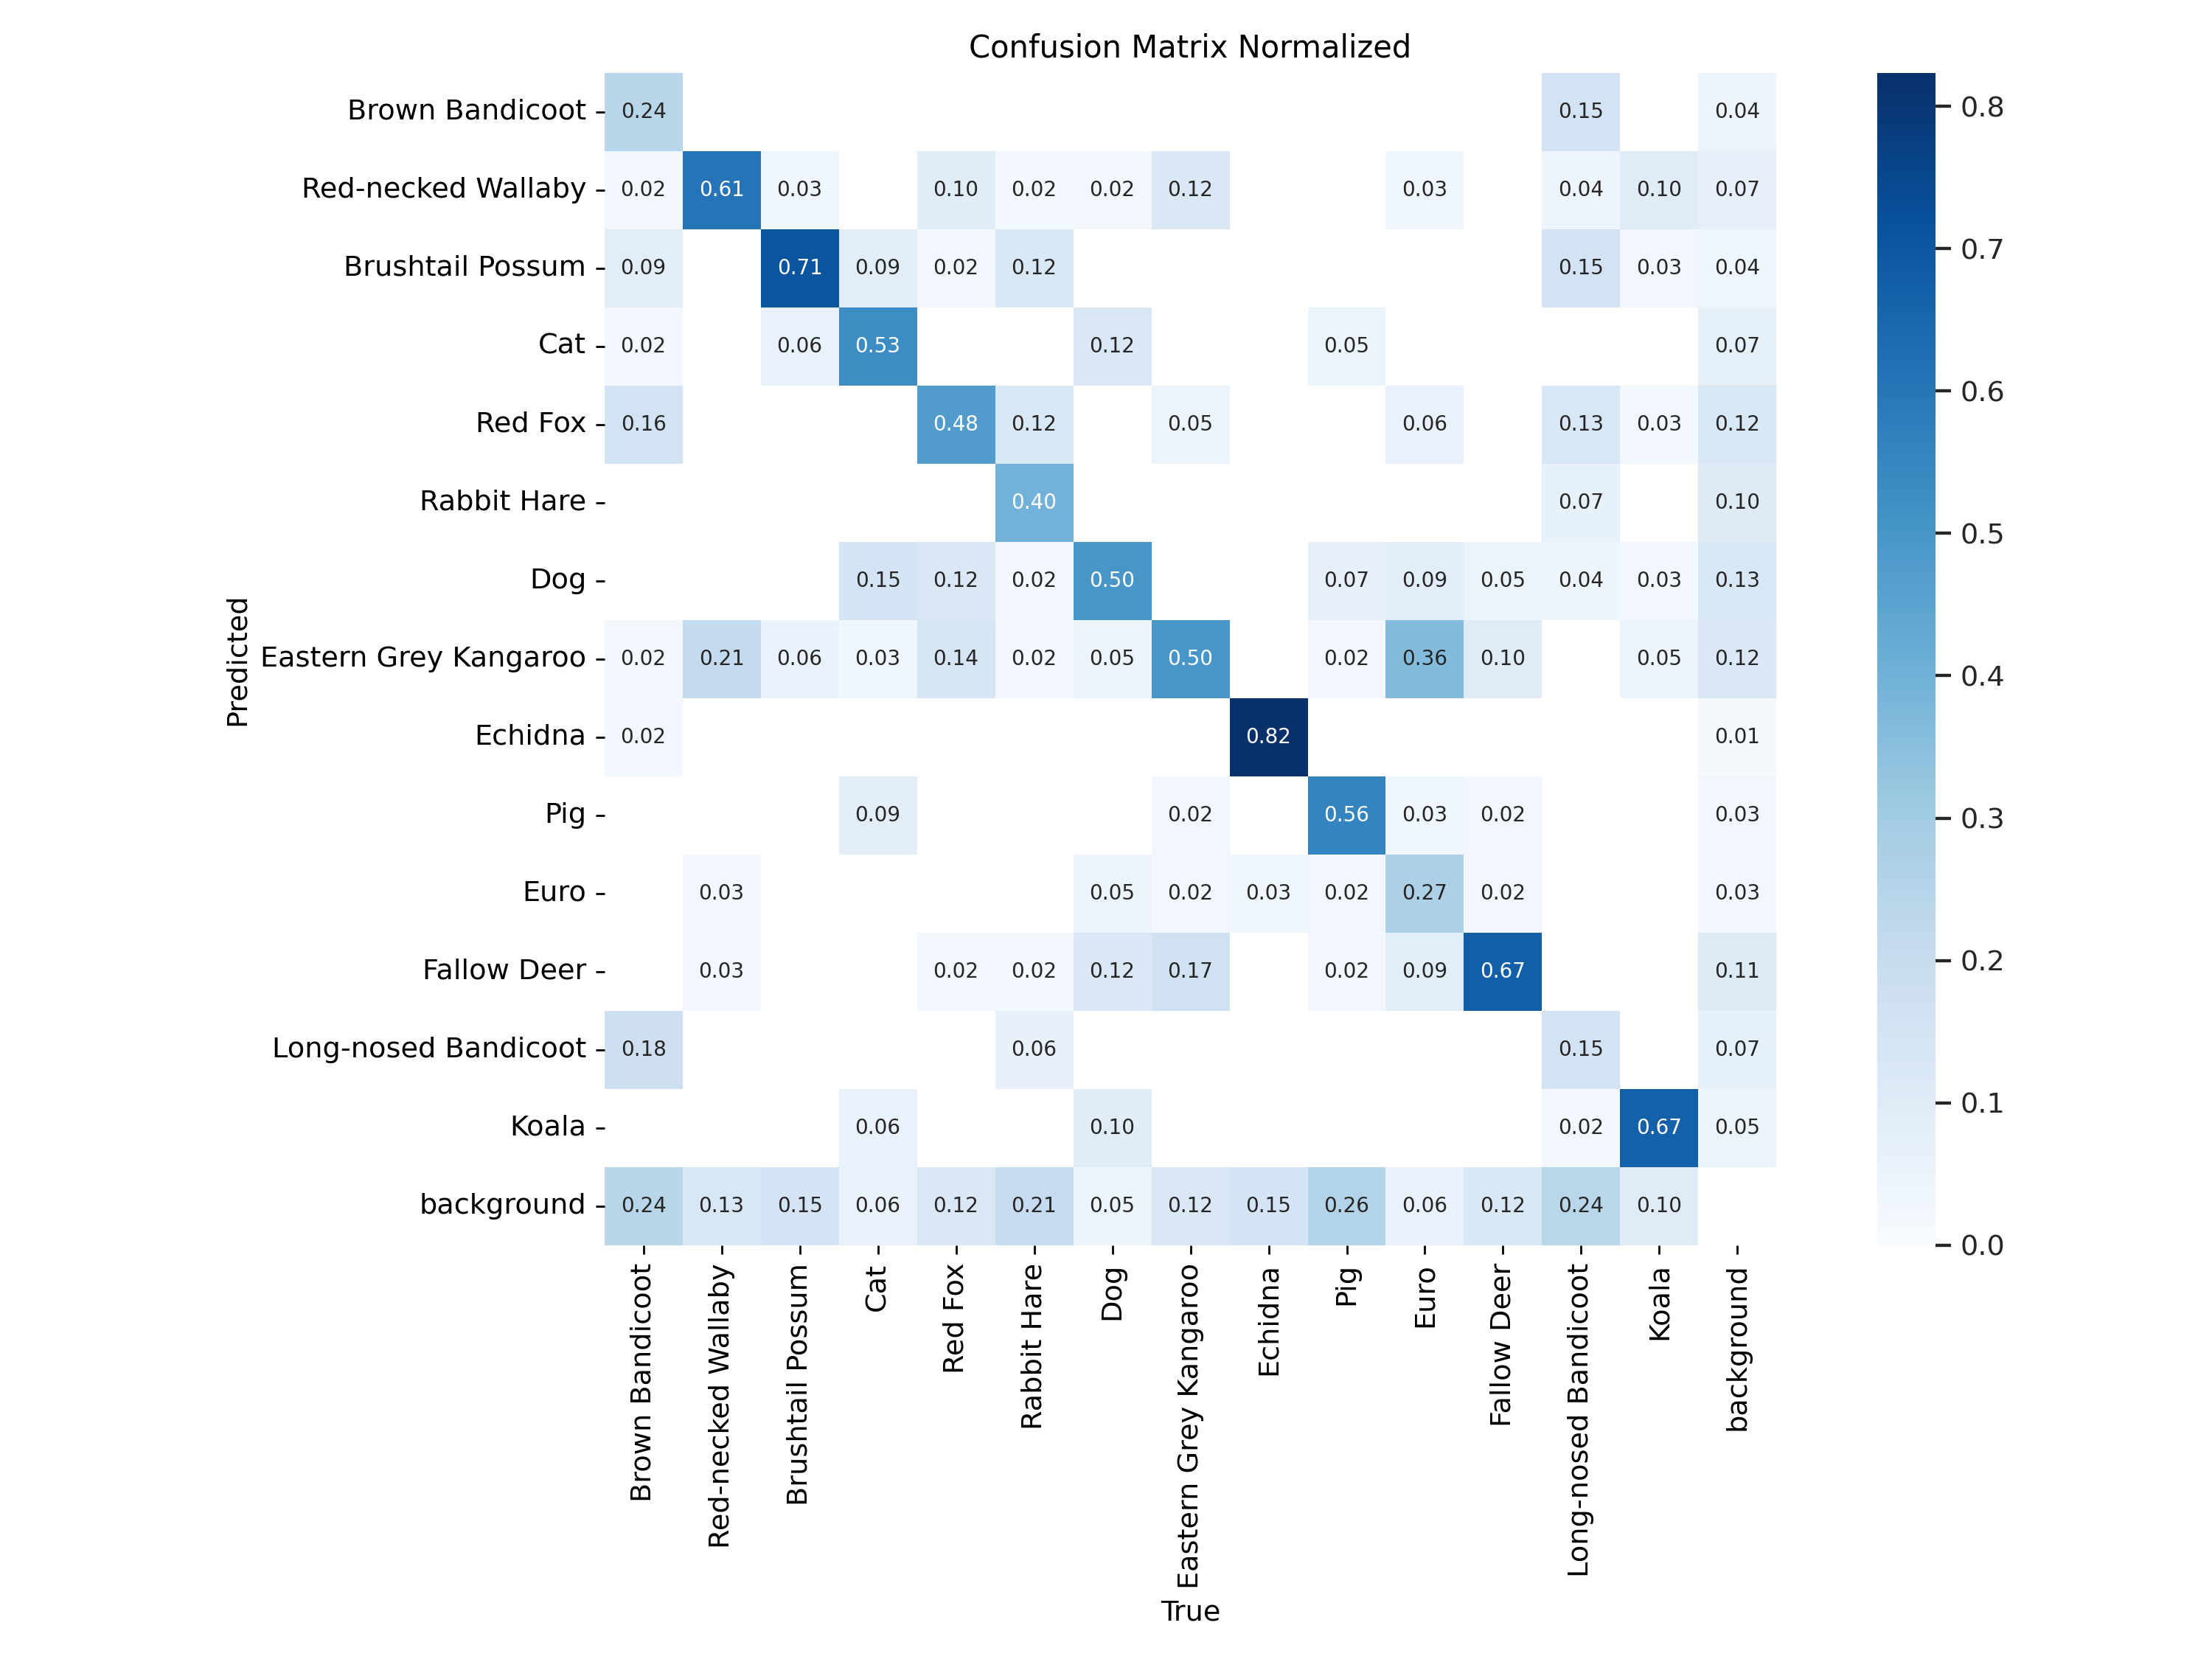 Confusion Matrix Normalized
Brown Bandicoot 0.24 0.15 0.04
Red-necked Wallaby 0.02 0.61 0.03 0.10 0.02 0.02 0.12 0.03 0.04 0.10 0.07
Brushtail Possum 0.09 0.71 0.09 0.02 0.12 0.15 0.03 0.04
Cat 0.02 0.06 0.53 0.12 0.05 0.07
Red Fox 0.16 0.48 0.12 0.05 0.06 0.13 0.03 0.12
Rabbit Hare 0.40 0.07 0.10
Dog 0.15 0.12 0.02 0.50 0.07 0.09 0.05 0.04 0.03 0.13
Eastern Grey Kangaroo 0.02 0.21 0.06 0.03 0.14 0.02 0.05 0.50 0.02 0.36 0.10 0.05 0.12
Echidna 0.02 0.82 0.01
Pig 0.09 0.02 0.56 0.03 0.02 0.03
Euro 0.03 0.05 0.02 0.03 0.02 0.27 0.02 0.03
Fallow Deer 0.03 0.02 0.02 0.12 0.17 0.02 0.09 0.67 0.11
Long-nosed Bandicoot 0.18 0.06 0.15 0.07
Koala 0.06 0.10 0.02 0.67 0.05
background 0.24 0.13 0.15 0.06 0.12 0.21 0.05 0.12 0.15 0.26 0.06 0.12 0.24 0.10
Predicted
Brown Bandicoot
Red-necked Wallaby
Brushtail Possum
Cat
Red Fox
Rabbit Hare
Dog
Eastern Grey Kangaroo
Echidna
Pig
Euro
Fallow Deer
Long-nosed Bandicoot
Koala
background
True
0.8
0.7
0.6
0.5
0.4
0.3
0.2
0.1
0.0